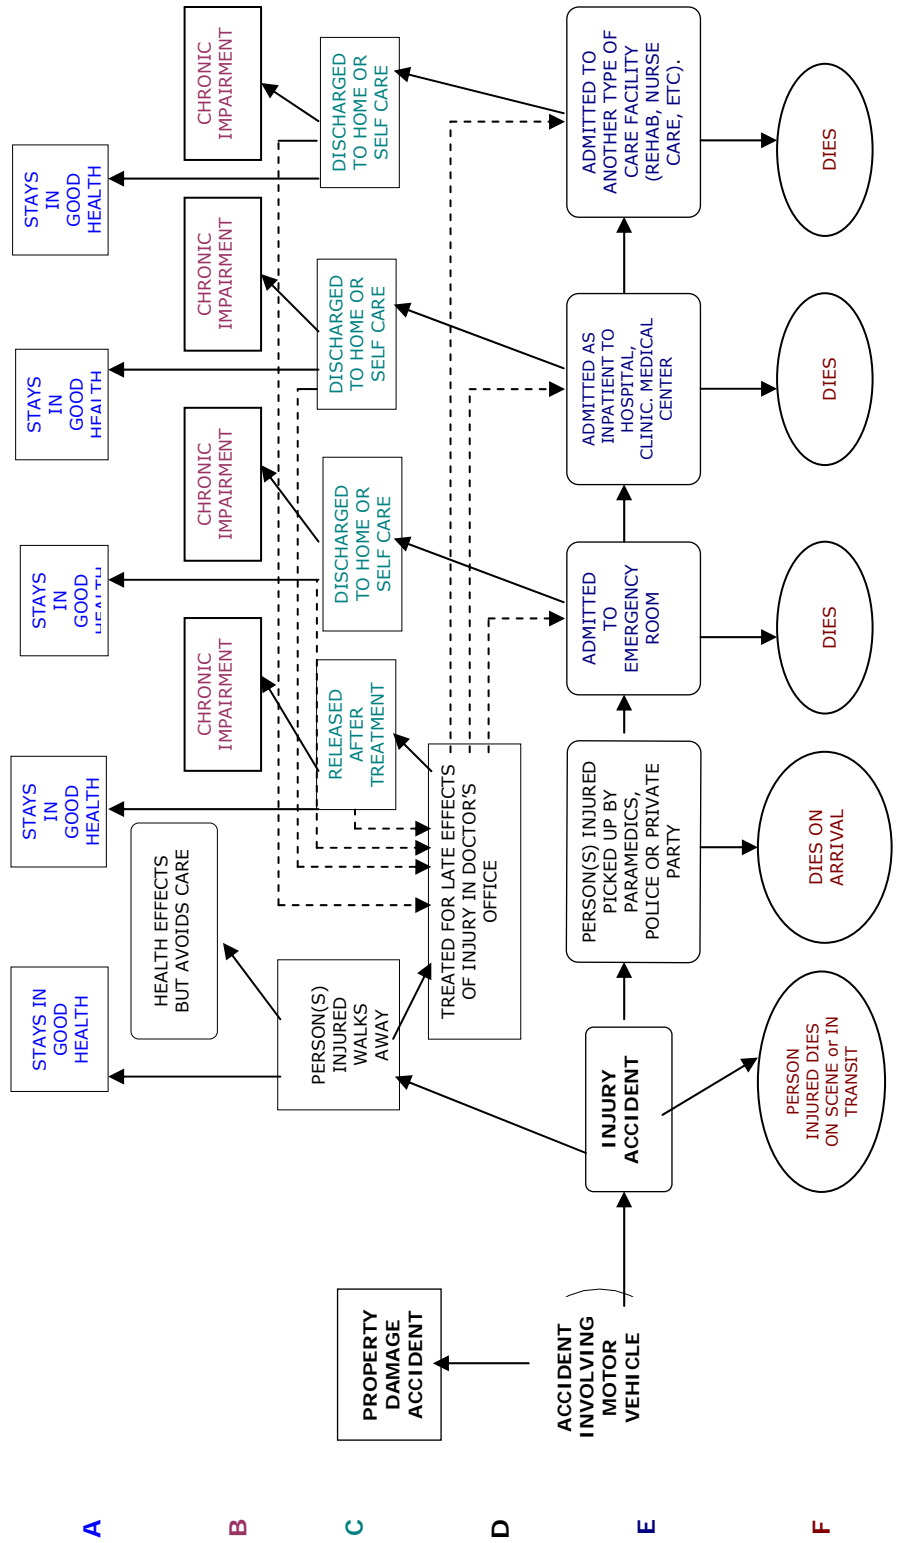 A
STAYS IN
GOOD
HEALTH
STAYS
IN
GOOD
HEALTH
STAYS
IN
GOOD
HEALTH
STAYS
IN
GOOD
HEALTH
STAYS
IN
GOOD
HEALTH
HEALTH EFFECTS
BUT AVOIDS CARE
B
CHRONIC
IMPAIRMENT
CHRONIC
IMPAIRMENT
CHRONIC
IMPAIRMENT
CHRONIC
IMPAIRMENT
C
PROPERTY
DAMAGE
ACCIDENT
PERSON(S)
INJURED
WALKS
AWAY
RELEASED
AFTER
TREATMENT
DISCHARGED
TO HOME OR
SELF CARE
DISCHARGED
TO HOME OR
SELF CARE
DISCHARGED
TO HOME OR
SELF CARE
D
TREATED FOR LATE EFFECTS
OF INJURY IN DOCTOR'S
OFFICE
E
ACCIDENT
INVOLVING
MOTOR
VEHICLE
INJURY
ACCIDENT
PERSON(S) INJURED
PICKED UP BY
PARAMEDICS,
POLICE OR PRIVATE
PARTY
ADMITTED
TO
EMERGENCY
ROOM
ADMITTED AS
INPATIENT TO
HOSPITAL,
CLINIC. MEDICAL
CENTER
ADMITTED TO
ANOTHER TYPE OF
CARE FACILITY
(REHAB, NURSE
CARE, ETC).
F
PERSON
INJURED DIES
ON SCENE or IN
TRANSIT
DIES ON
ARRIVAL
DIES
DIES
DIES